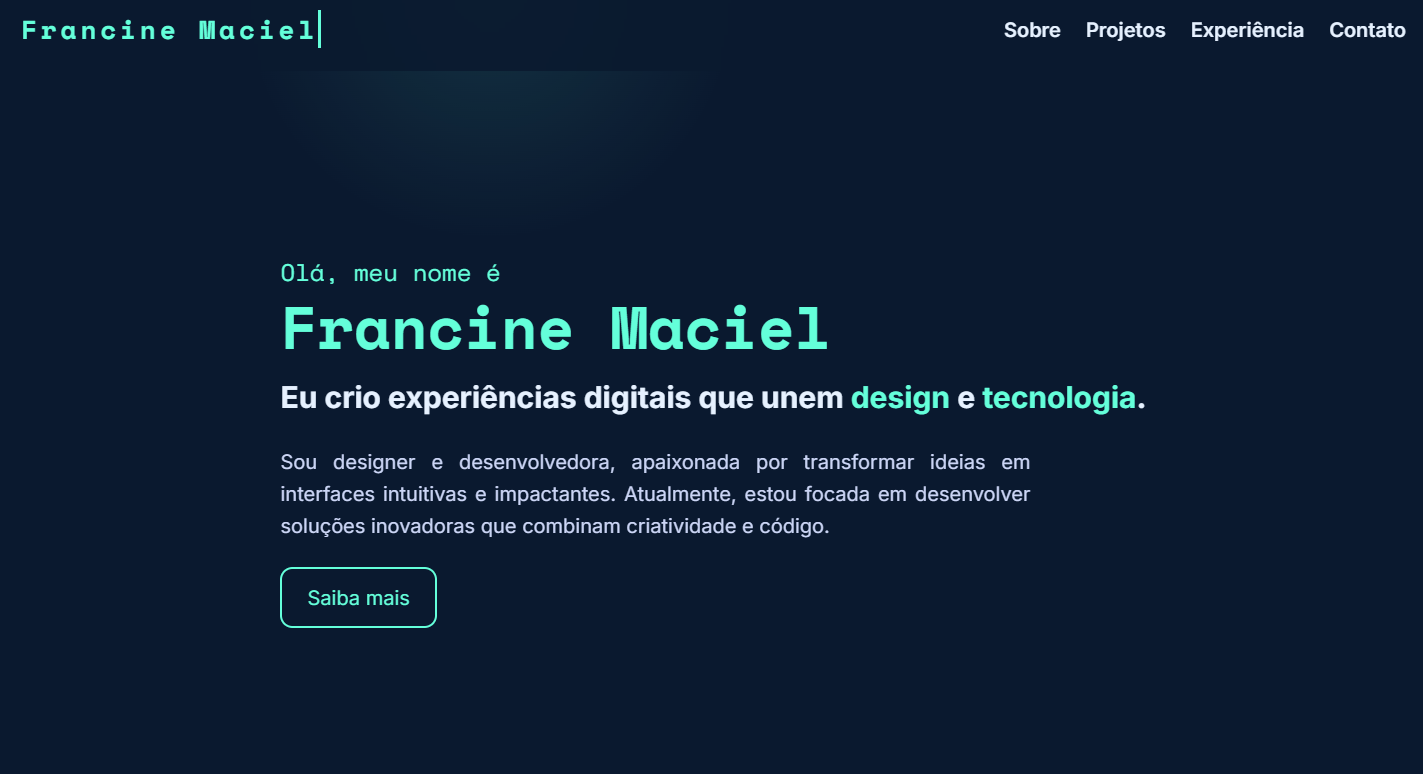 Francine Maciel
Sobre Projetos Experiência Contato
Olá, meu nome é
Francine Maciel
Eu crio experiências digitais que unem design e tecnologia.
Sou designer e desenvolvedora, apaixonada por transformar ideias em
interfaces intuitivas e impactantes. Atualmente, estou focada em desenvolver
soluções inovadoras que combinam criatividade e código.
Saiba mais